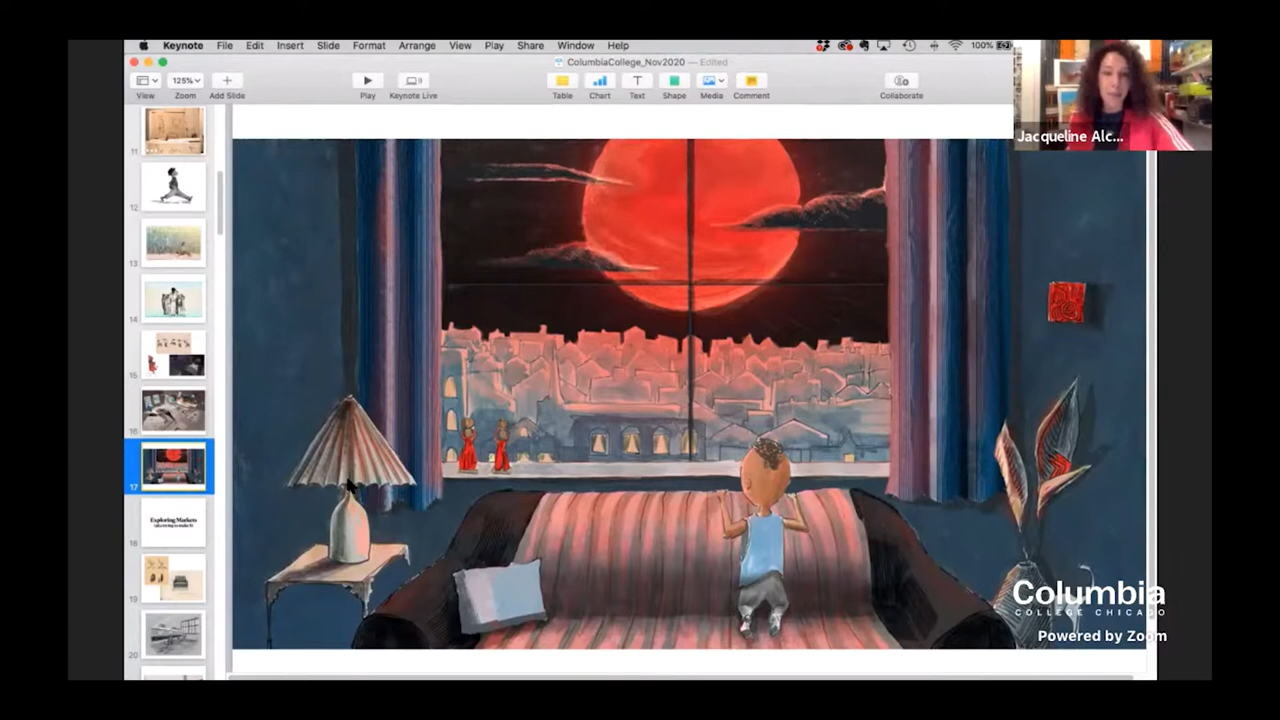 Keynote File Edit Insert Slide Format Arrange View Play Share Window Help 100%
ColumbiaCollege_Nov2020 — Edited
125%
View Zoom Add Slide Play Keynote Live Table Chart Text Shape Media Comment Collaborate
Jacqueline Alc...
11
12
13
14
15
16
17
Exploring Markets
18
19
20
Columbia
COLLEGE CHICAGO
Powered by Zoom